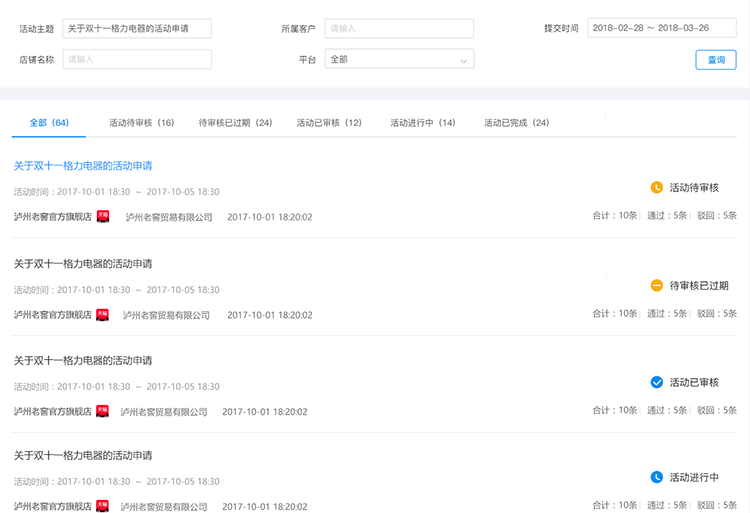 活动主题 关于双十一格力电器的活动申请 所属客户 请输入 提交时间 2018-02-28 ~ 2018-03-26
店铺名称 请输入 平台 全部 查询
全部（64） 活动待审核（16） 待审核已过期（24） 活动已审核（12） 活动进行中（14） 活动已完成（24）
关于双十一格力电器的活动申请
活动时间：2017-10-01 18:30 ~ 2017-10-05 18:30 活动待审核
泸州老窖官方旗舰店 天猫 泸州老窖贸易有限公司 2017-10-01 18:20:02 合计：10条 通过：5条 驳回：5条
关于双十一格力电器的活动申请
活动时间：2017-10-01 18:30 ~ 2017-10-05 18:30 待审核已过期
泸州老窖官方旗舰店 天猫 泸州老窖贸易有限公司 2017-10-01 18:20:02 合计：10条 通过：5条 驳回：5条
关于双十一格力电器的活动申请
活动时间：2017-10-01 18:30 ~ 2017-10-05 18:30 活动已审核
泸州老窖官方旗舰店 天猫 泸州老窖贸易有限公司 2017-10-01 18:20:02 合计：10条 通过：5条 驳回：5条
关于双十一格力电器的活动申请
活动时间：2017-10-01 18:30 ~ 2017-10-05 18:30 活动进行中
泸州老窖官方旗舰店 天猫 泸州老窖贸易有限公司 2017-10-01 18:20:02 合计：10条 通过：5条 驳回：5条